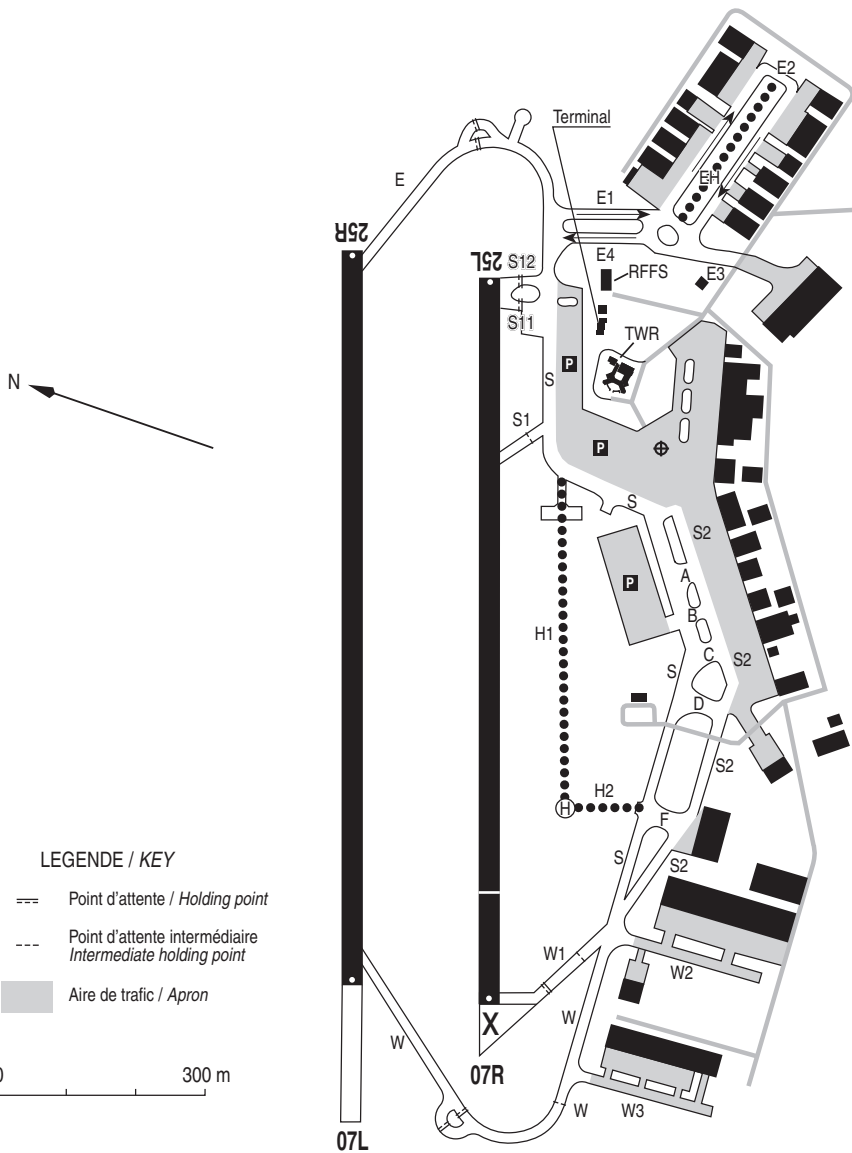 E2
Terminal
E
EH
E1
25R
25L
S12
E4
RFFS
E3
S11
TWR
N
P
S
S1
P
S
S2
P
A
B
H1
C
S
S2
D
S2
H2
H
F
LEGENDE / KEY
S
S2
Point d'attente / Holding point
Point d'attente intermédiaire
Intermediate holding point
W1
W2
Aire de trafic / Apron
X
W
W
07R
0
300 m
W
W3
07L